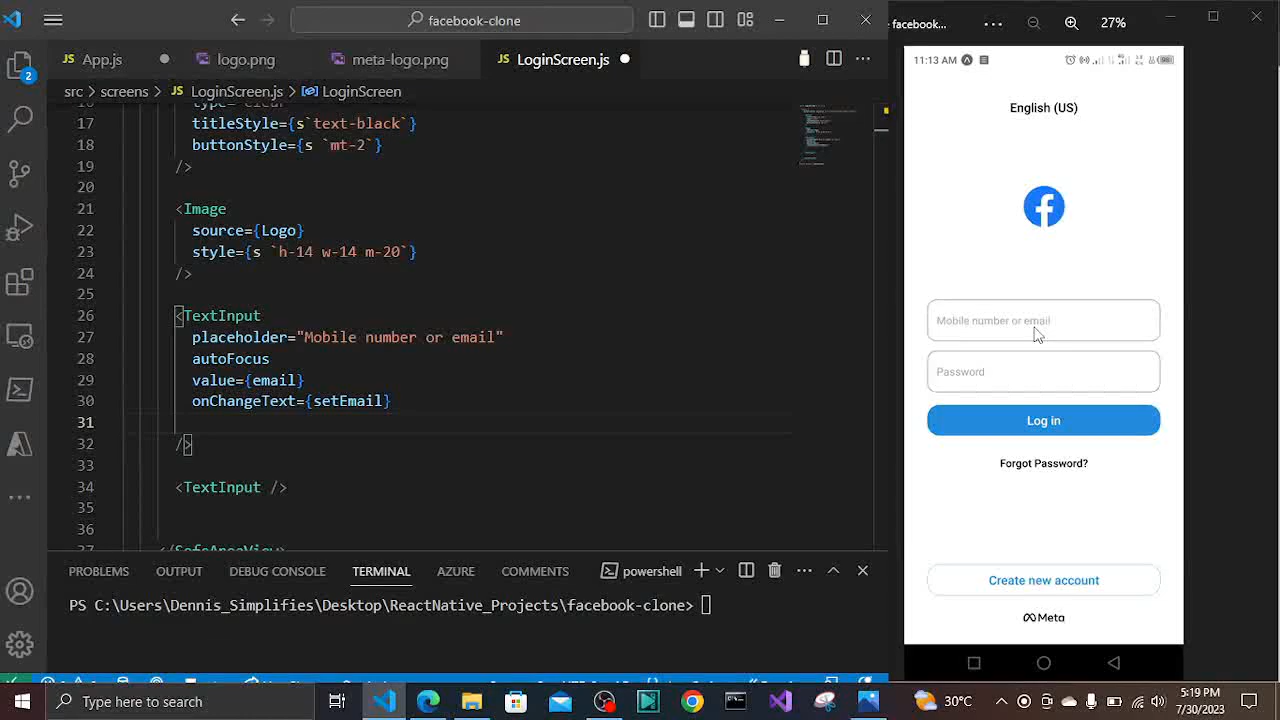 facebook-clone
facebook...
27%
2
JS App.js
logo.png
meta-logo.png
JS LoginScreen.js
src > screens > JS LoginScreen.js > LoginScreen
17 titleStyle={s`text-black`}
18 buttonStyle={s `mt-2`}
19 />
20
21 <Image
22 source={Logo}
23 style={s `h-14 w-14 m-20`}
24 />
25
26 <TextInput
27 placeholder="Mobile number or email"
28 autoFocus
29 value={email}
30 onChangeText={setEmail}
31
32 />
33
34 <TextInput />
35
36
37 </SafeAreaView>
PROBLEMS OUTPUT DEBUG CONSOLE TERMINAL AZURE COMMENTS powershell
PS C:\Users\Dennis_Simplifies\Desktop\ReactNative_Projects\facebook-clone>
11:13 AM
English (US)
Mobile number or email
Password
Log in
Forgot Password?
Create new account
Meta
Type here to search
30°C
5:19 PM
7/30/2023